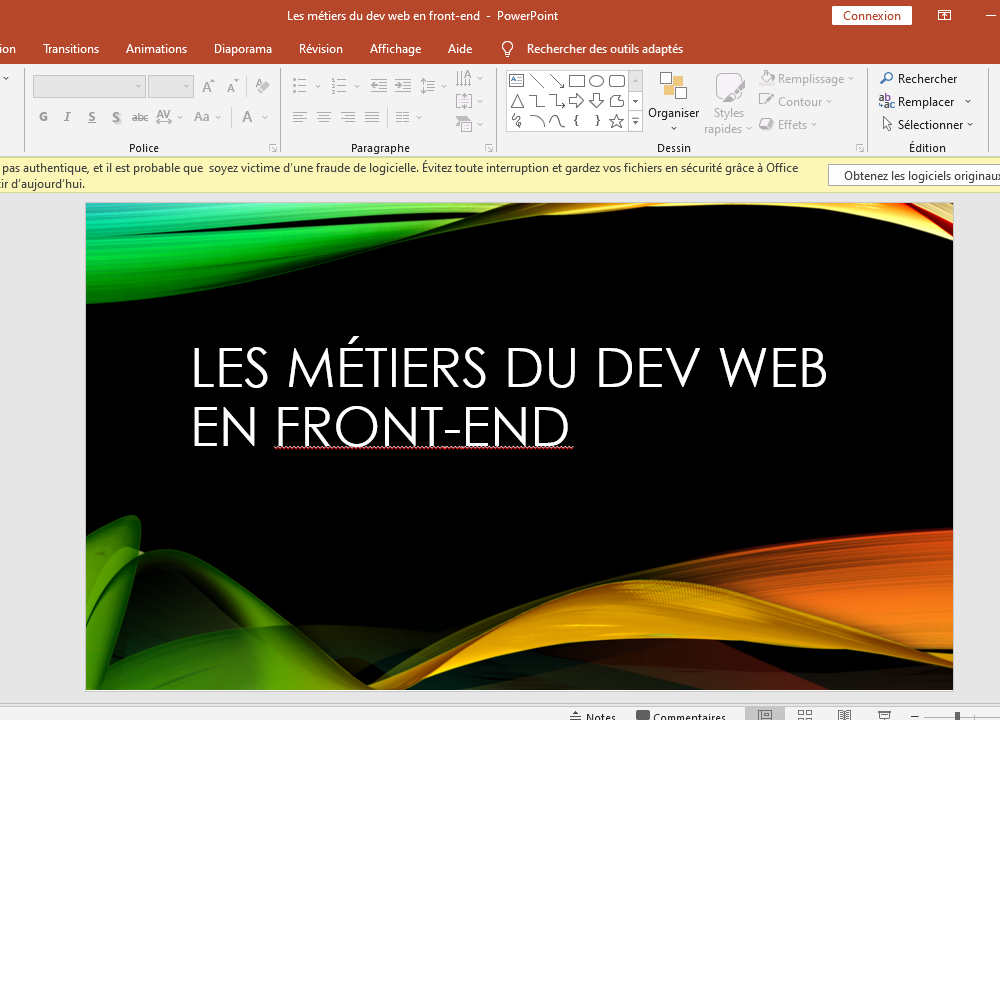 Les métiers du dev web en front-end - PowerPoint
Connexion
ion Transitions Animations Diaporama Révision Affichage Aide Rechercher des outils adaptés
Remplissage
Rechercher
G I S S abc AV Aa A
Organiser
Styles
rapides
Contour
Remplacer
Effets
Sélectionner
Police Paragraphe Dessin Édition
pas authentique, et il est probable que soyez victime d'une fraude de logicielle. Évitez toute interruption et gardez vos fichiers en sécurité grâce à Office
tir d'aujourd'hui.
Obtenez les logiciels originaux
LES MÉTIERS DU DEV WEB
EN FRONT-END
Notes Commentaires